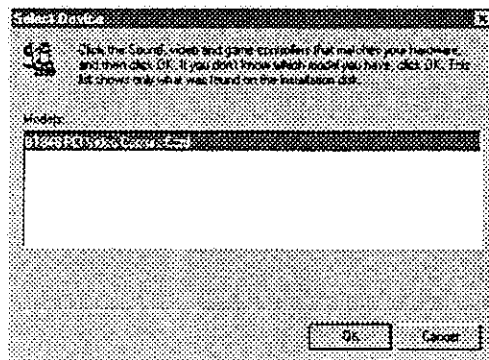 Select Device
Click the Sound, video and game controllers that matches your hardware,
and then click OK. If you don't know which model you have, click OK. This
list shows only what was found on the installation disk.
Models:
OK
Cancel